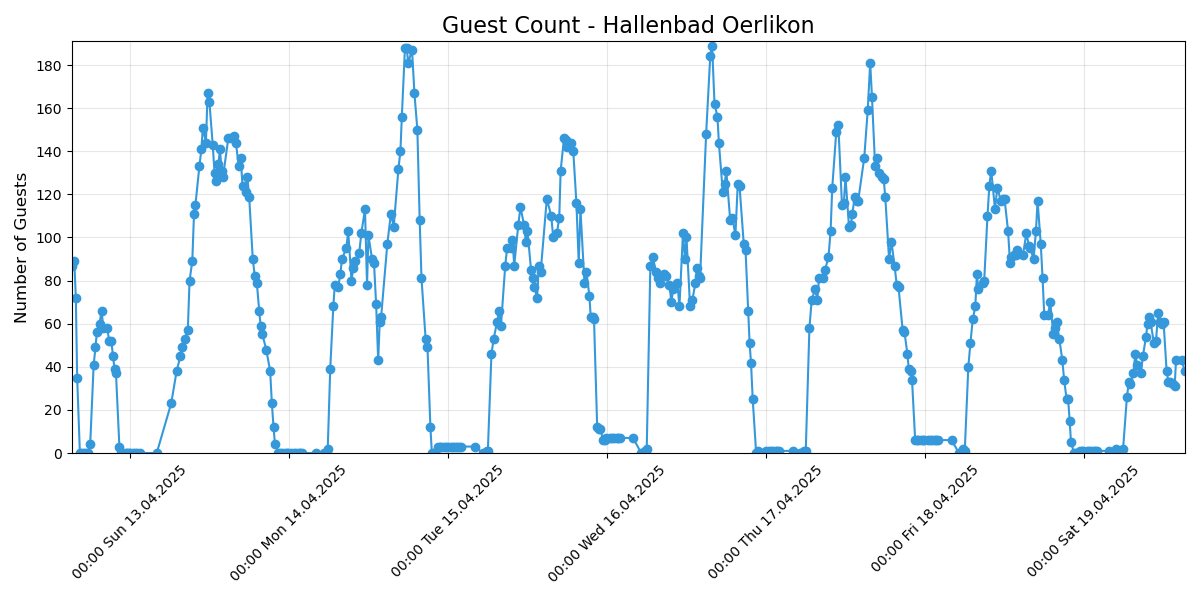 Guest Count - Hallenbad Oerlikon
Number of Guests
180
160
140
120
100
80
60
40
20
0
00:00 Sun 13.04.2025
00:00 Mon 14.04.2025
00:00 Tue 15.04.2025
00:00 Wed 16.04.2025
00:00 Thu 17.04.2025
00:00 Fri 18.04.2025
00:00 Sat 19.04.2025